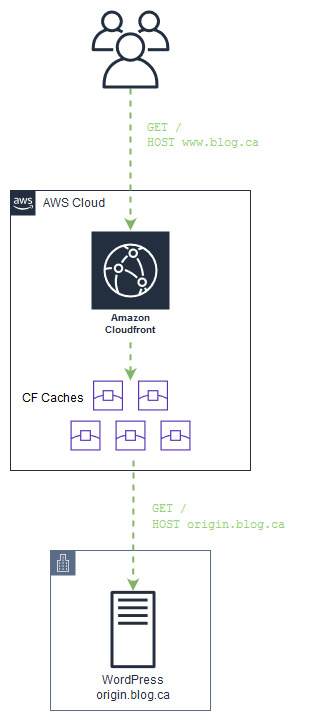 GET /
HOST www.blog.ca
aws
AWS Cloud
Amazon
Cloudfront
CF Caches
GET /
HOST origin.blog.ca
WordPress
origin.blog.ca